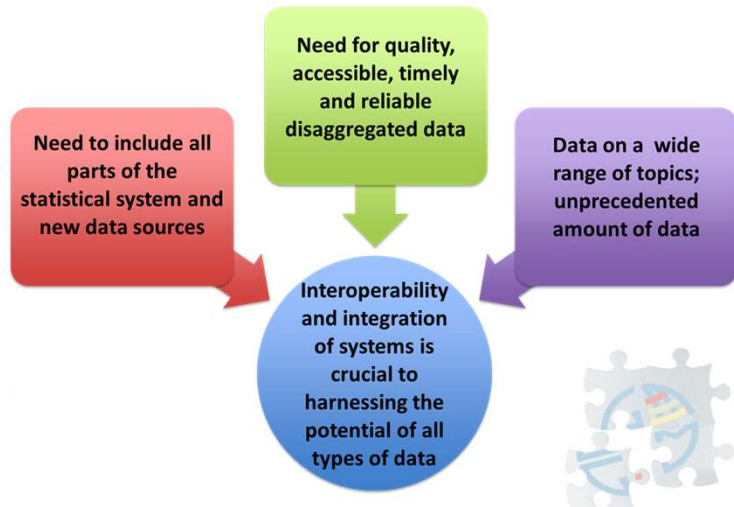 Need for quality,
accessible, timely
and reliable
disaggregated data
Need to include all
parts of the
statistical system and
new data sources
Data on a wide
range of topics;
unprecedented
amount of data
Interoperability
and integration
of systems is
crucial to
harnessing the
potential of all
types of data